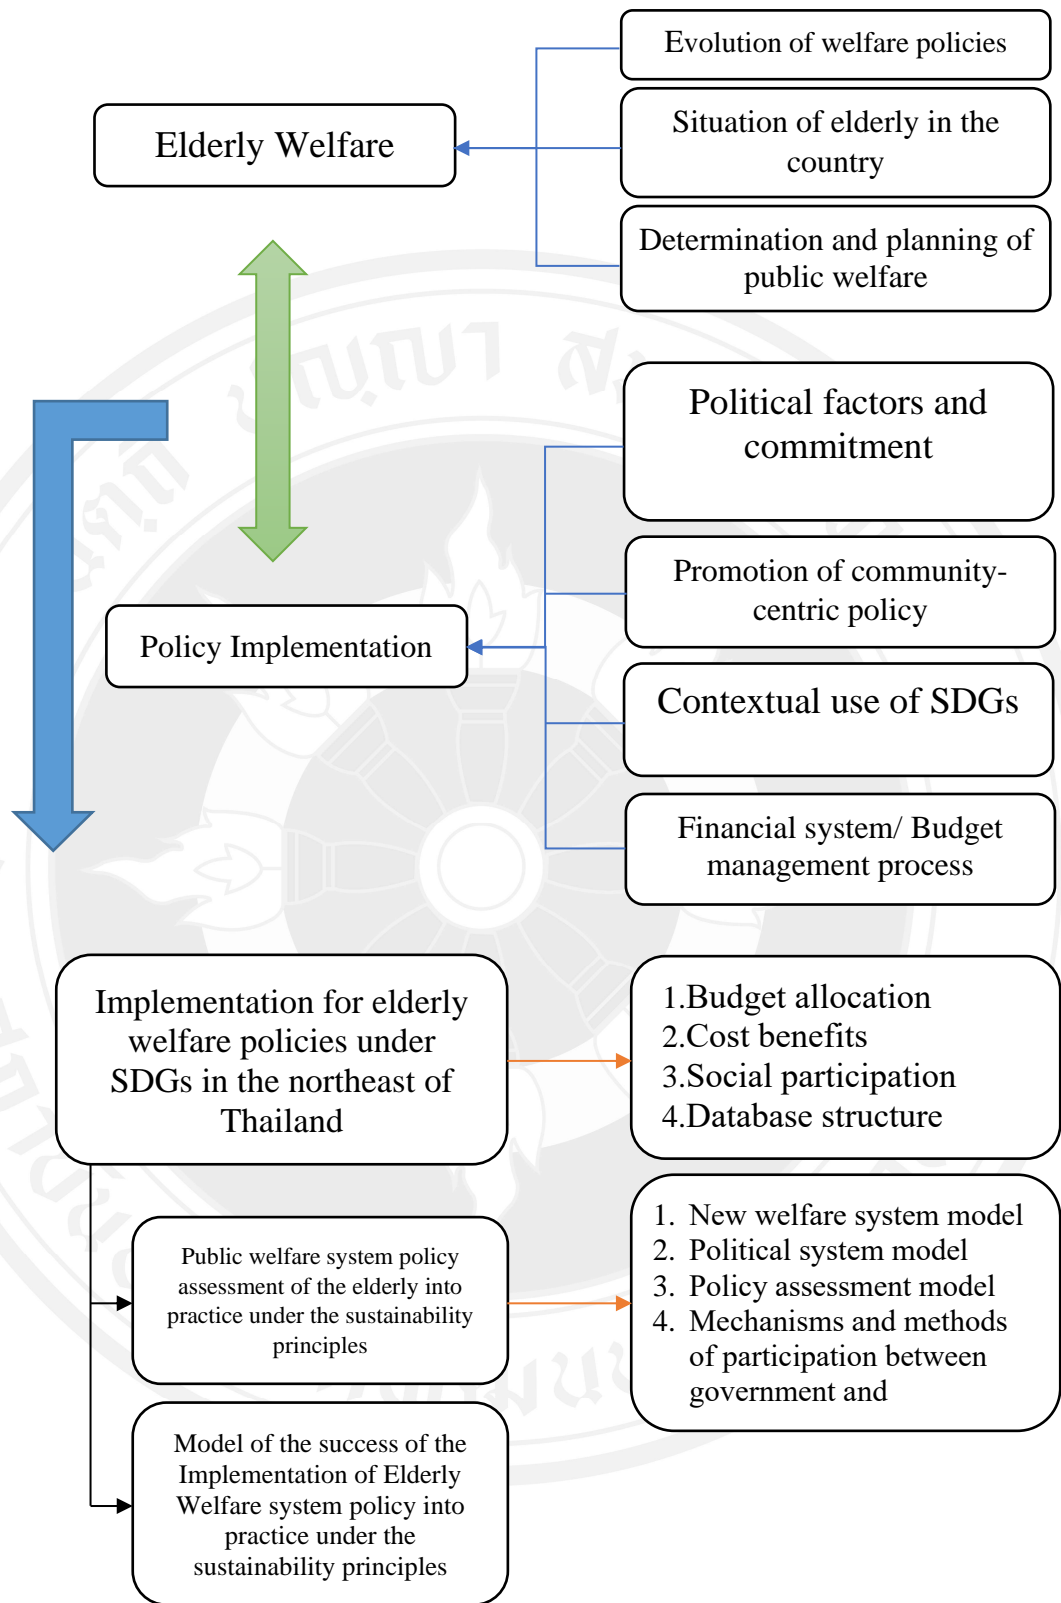 Evolution of welfare policies
Elderly Welfare
Situation of elderly in the
country
Determination and planning of
public welfare
Political factors and
commitment
Promotion of community-
centric policy
Policy Implementation
Contextual use of SDGs
Financial system/ Budget
management process
Implementation for elderly
welfare policies under
SDGs in the northeast of
Thailand
1.Budget allocation
2.Cost benefits
3.Social participation
4.Database structure
Public welfare system policy
assessment of the elderly into
practice under the sustainability
principles
1. New welfare system model
2. Political system model
3. Policy assessment model
4. Mechanisms and methods
of participation between
government and
Model of the success of the
Implementation of Elderly
Welfare system policy into
practice under the
sustainability principles